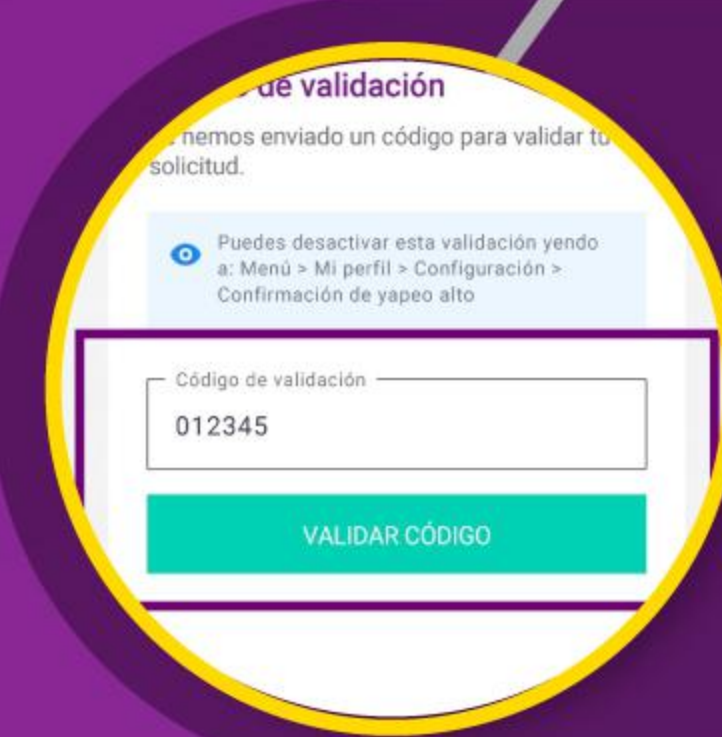 de validación
hemos enviado un código para validar tu
solicitud.
Puedes desactivar esta validación yendo
a: Menú > Mi perfil > Configuración >
Confirmación de yapeo alto
Código de validación
012345
VALIDAR CÓDIGO